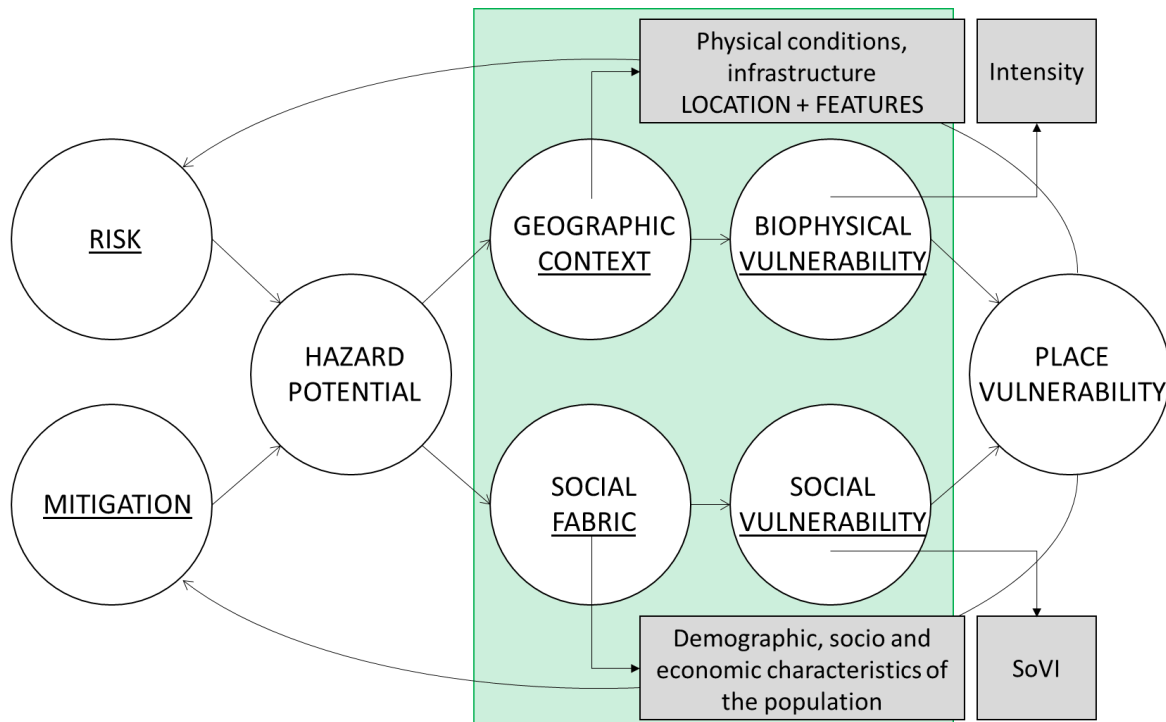 Physical conditions,
infrastructure
LOCATION + FEATURES
Intensity
RISK
GEOGRAPHIC
CONTEXT
BIOPHYSICAL
VULNERABILITY
HAZARD
POTENTIAL
PLACE
VULNERABILITY
MITIGATION
SOCIAL
FABRIC
SOCIAL
VULNERABILITY
Demographic, socio and
economic characteristics of
the population
SoVI